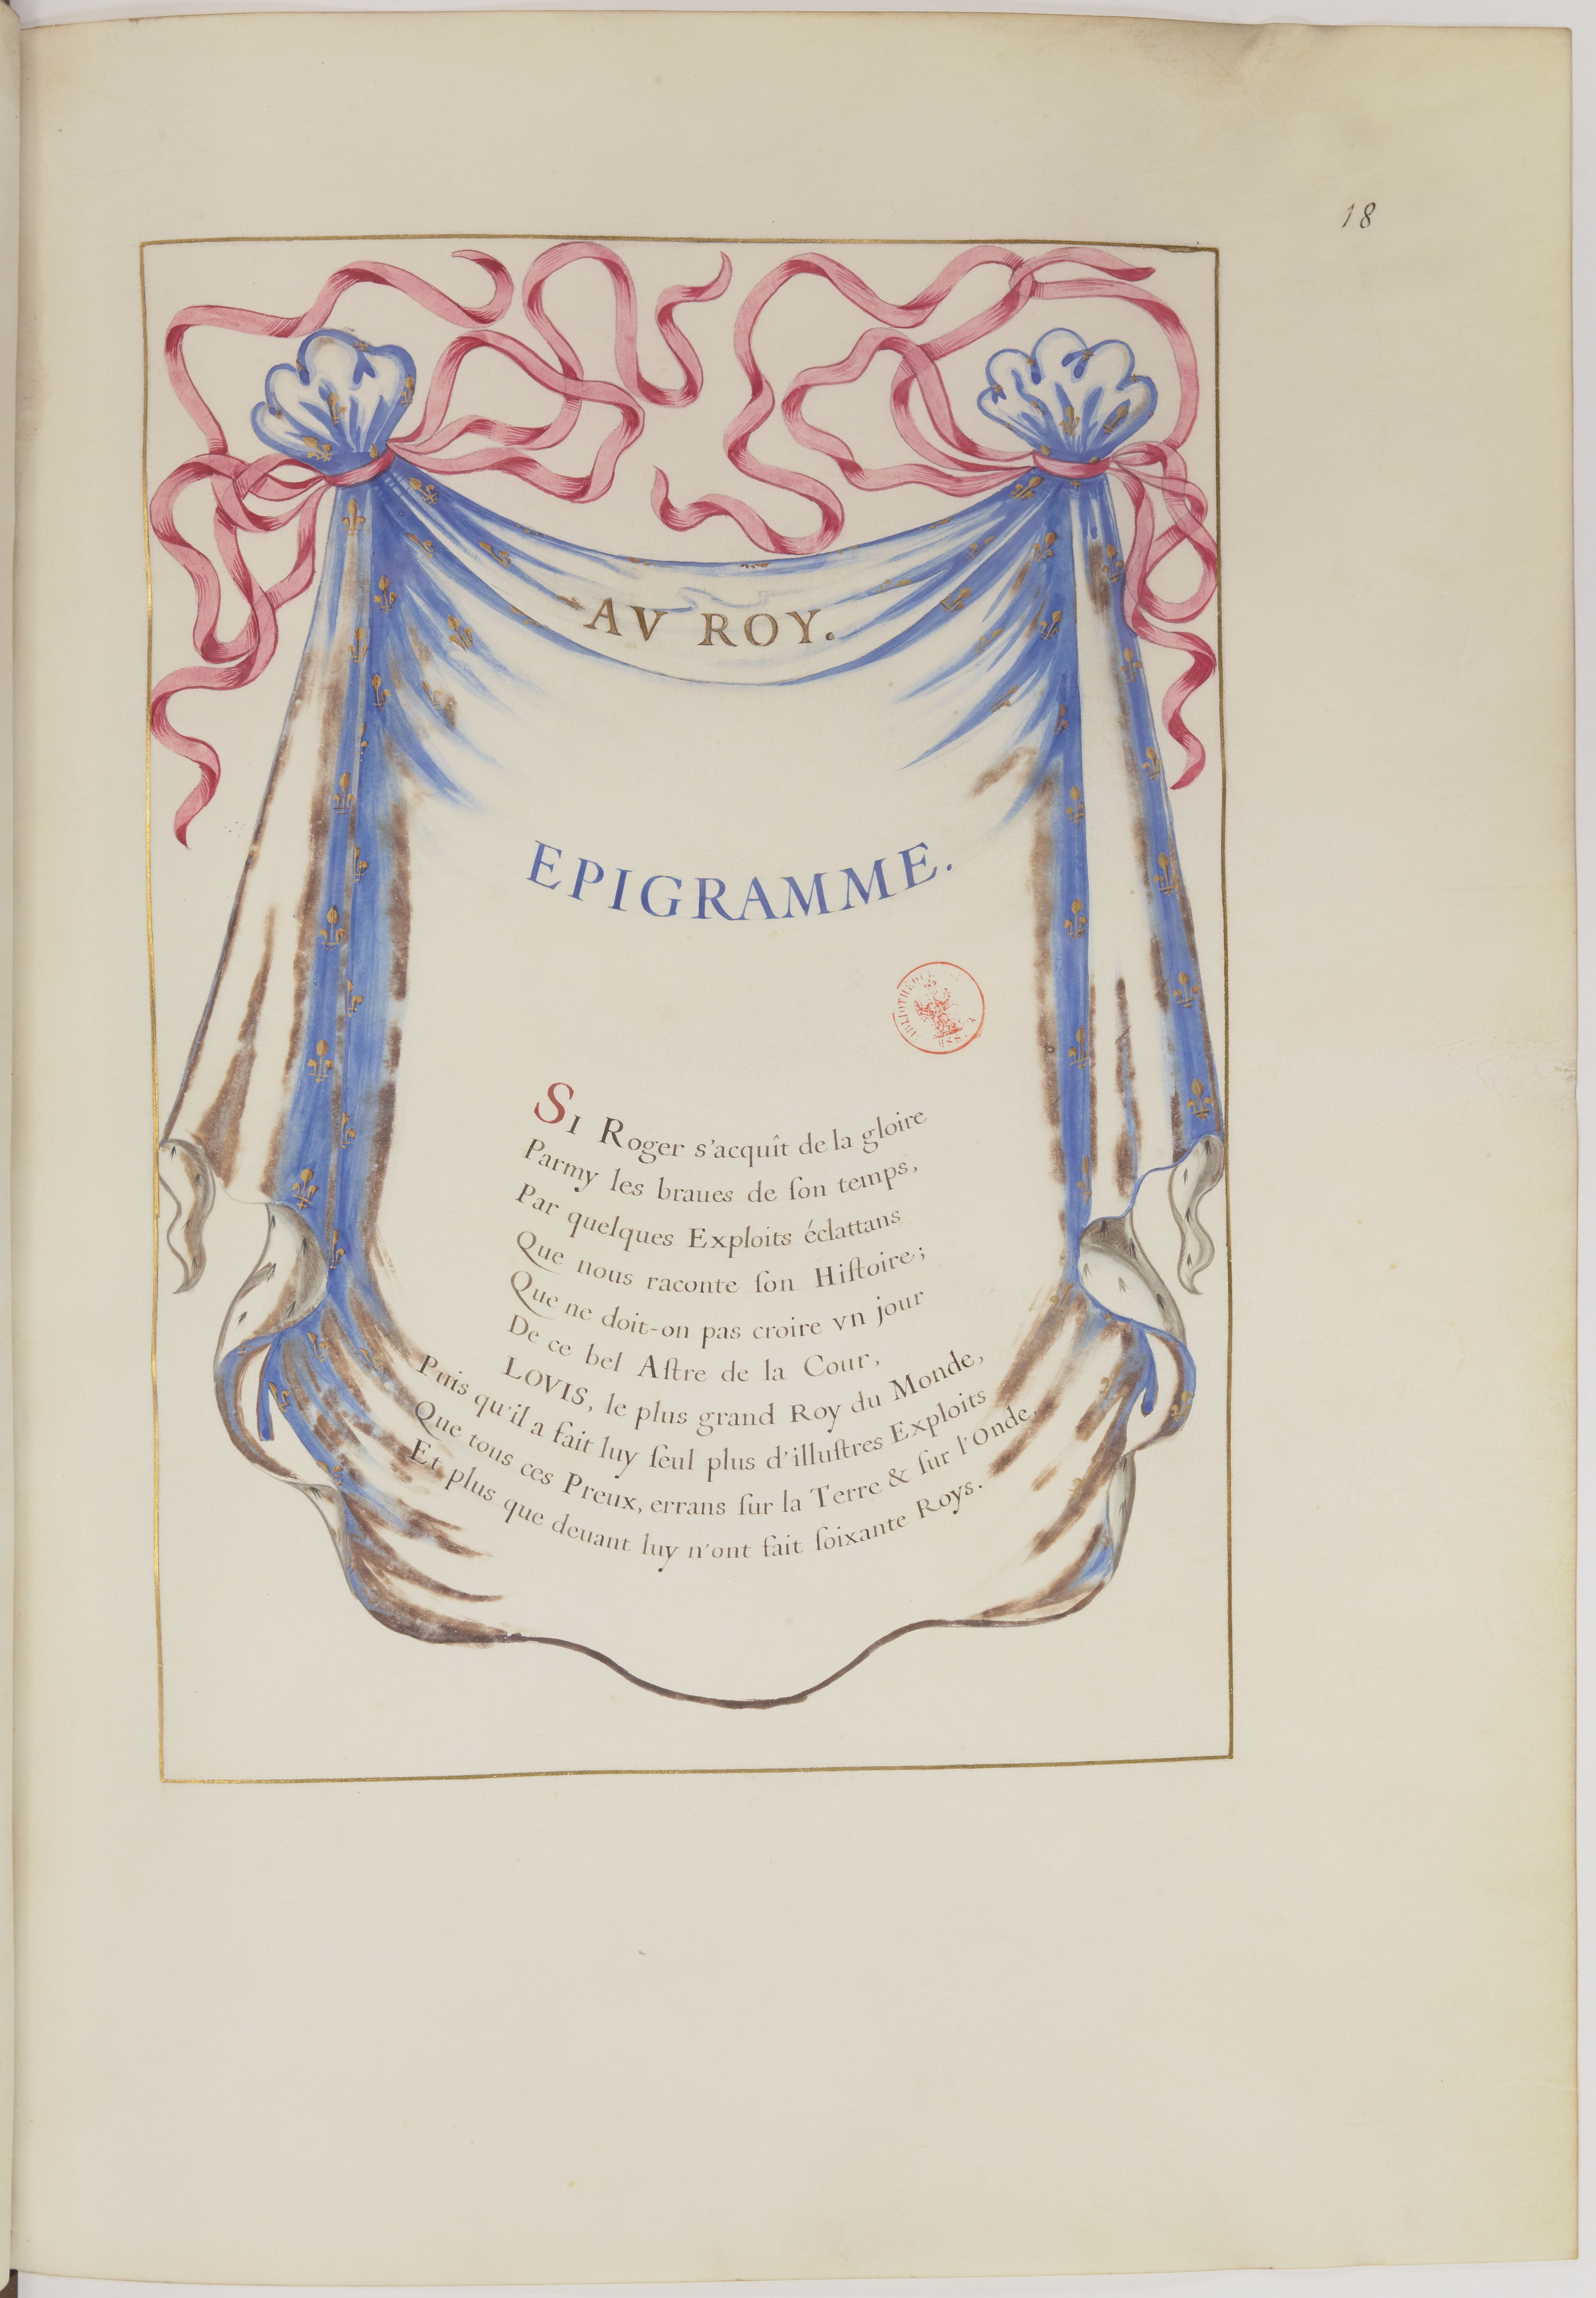 18
AV ROY.
EPIGRAMME.
SI Roger s'acquît de la gloire
Parmy les braues de ſon temps,
Par quelques Exploits éclattans
Que nous raconte ſon Hiſtoire;
Que ne doit-on pas croire vn jour
De ce bel Aſtre de la Cour,
LOVIS, le plus grand Roy du Monde,
Puis qu'il a fait luy ſeul plus d'illuſtres Exploits
Que tous ces Preux, errans ſur la Terre & ſur l'Onde,
Et plus que deuant luy n'ont fait ſoixante Roys.